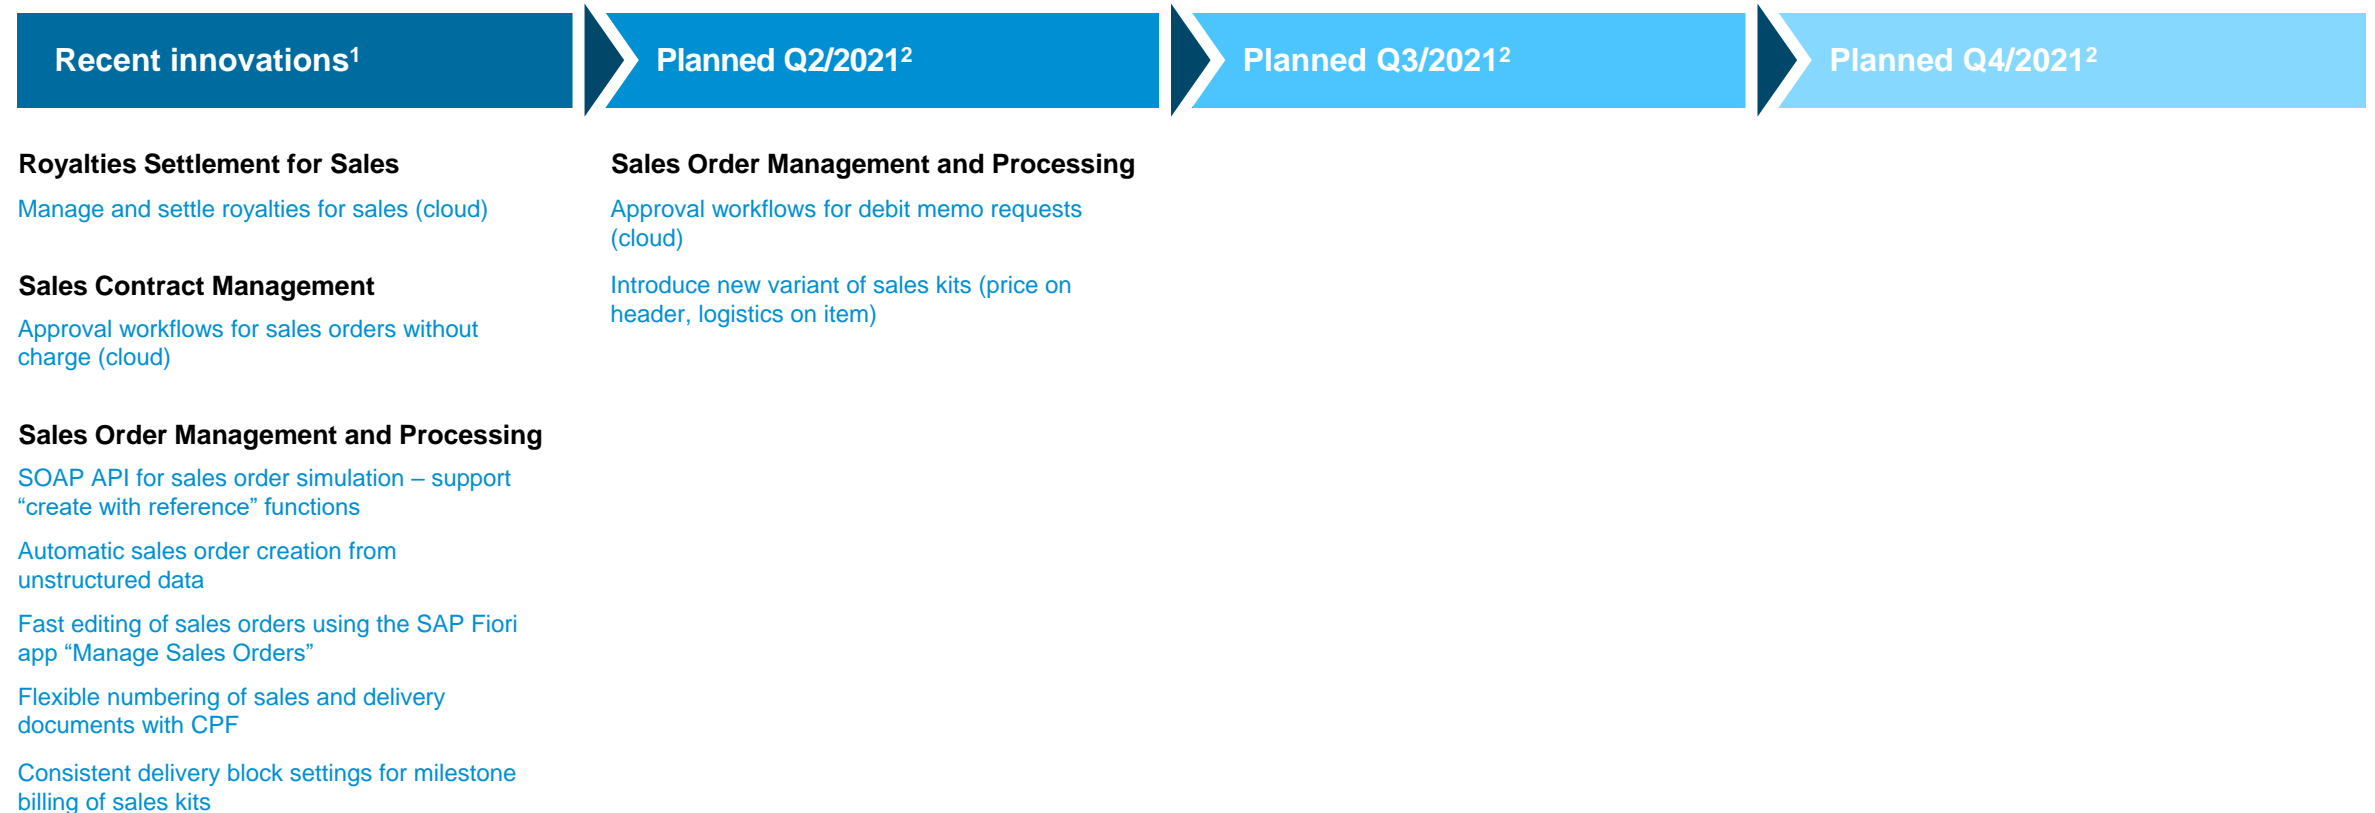 Recent innovations¹
Planned Q2/2021²
Planned Q3/2021²
Planned Q4/2021²
Royalties Settlement for Sales
Manage and settle royalties for sales (cloud)
Sales Contract Management
Approval workflows for sales orders without
charge (cloud)
Sales Order Management and Processing
SOAP API for sales order simulation – support
“create with reference” functions
Automatic sales order creation from
unstructured data
Fast editing of sales orders using the SAP Fiori
app “Manage Sales Orders”
Flexible numbering of sales and delivery
documents with CPF
Consistent delivery block settings for milestone
billing of sales kits
Sales Order Management and Processing
Approval workflows for debit memo requests
(cloud)
Introduce new variant of sales kits (price on
header, logistics on item)